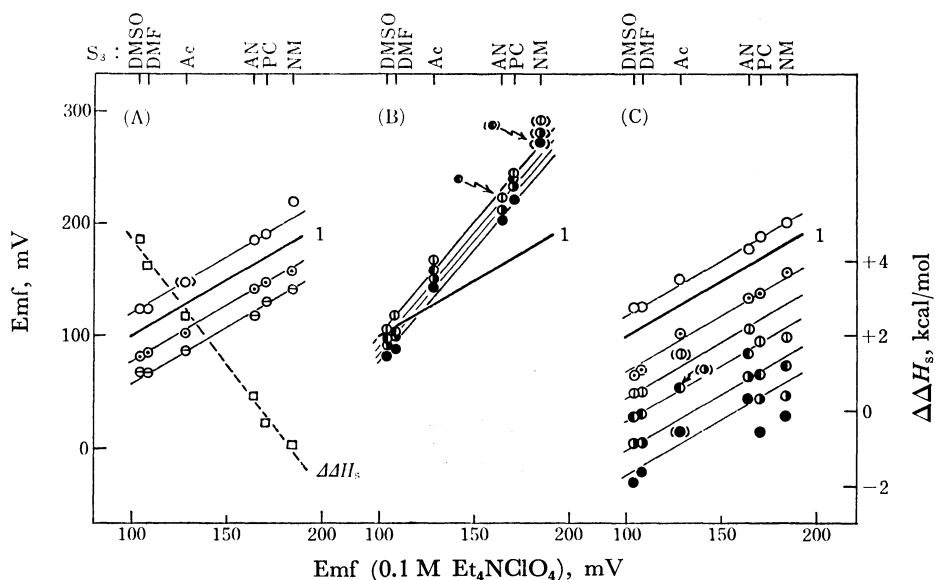 S₃ : DMSO DMF Ac AN PC NM DMSO DMF Ac AN PC NM DMSO DMF Ac AN PC NM
(A) (B) (C)
300
200
100
0
Emf, mV
1 1 1
+4
+2
0
−2
ΔΔHₛ, kcal/mol
ΔΔHₛ
100 150 200 100 150 200 100 150 200
Emf (0.1 M Et₄NClO₄), mV